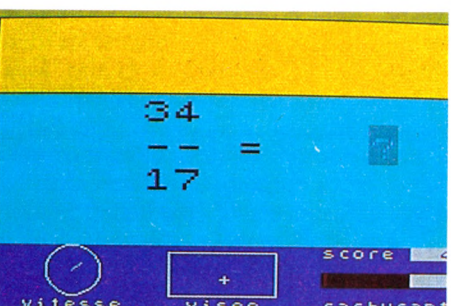 34
-- = ?
17
score
vitesse